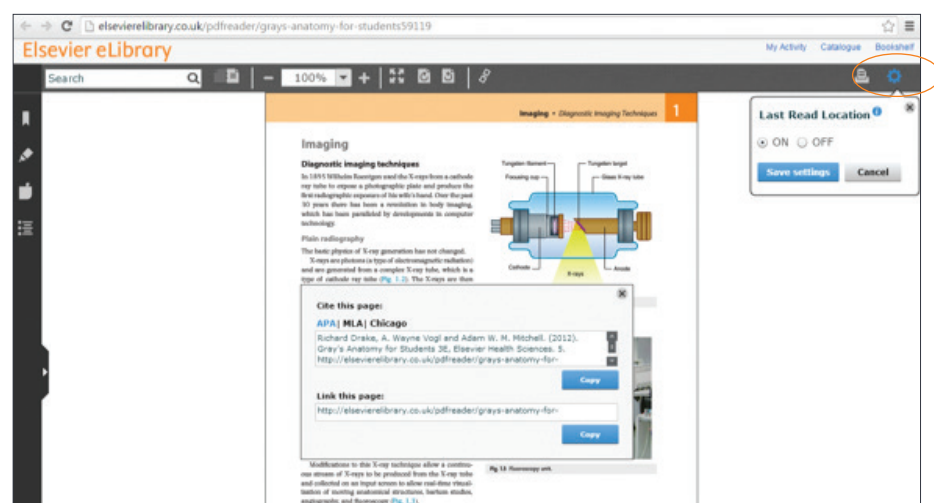 elsevierelibrary.co.uk/pdfreader/grays-anatomy-for-students59119
Elsevier eLibrary
My Activity Catalogue Bookshelf
Search
100%
Imaging • Diagnostic Imaging Techniques 1
Imaging
Diagnostic imaging techniques
In 1895 Wilhelm Roentgen used the X-rays from a cathode
ray tube to expose a photographic plate and produce the
first radiographic exposure of his wife's hand. Over the past
30 years there has been a revolution in body imaging,
which has been paralleled by developments in computer
technology.
Plain radiography
The basic physics of X-ray generation has not changed.
X-rays are photons (a type of electromagnetic radiation)
and are generated from a complex X-ray tube, which is a
type of cathode ray tube (Fig. 1.2). The X-rays are then
Tungsten filament
Tungsten target
Focusing cup
Glass X-ray tube
Cathode
X-rays
Anode
Cite this page:
APA| MLA| Chicago
Richard Drake, A. Wayne Vogl and Adam W. M. Mitchell. (2012).
Gray's Anatomy for Students 3E, Elsevier Health Sciences. 5.
http://elsevierelibrary.co.uk/pdfreader/grays-anatomy-for-
Copy
Link this page:
http://elsevierelibrary.co.uk/pdfreader/grays-anatomy-for-
Copy
Modifications to this X-ray technique allow a continu-
ous stream of X-rays to be produced from the X-ray tube
and collected on an input screen to allow real-time visual-
ization of moving anatomical structures, barium studies,
angiography, and fluoroscopy (Fig. 1.3).
Fig. 1.3 Fluoroscopy unit.
Last Read Location
ON OFF
Save settings Cancel